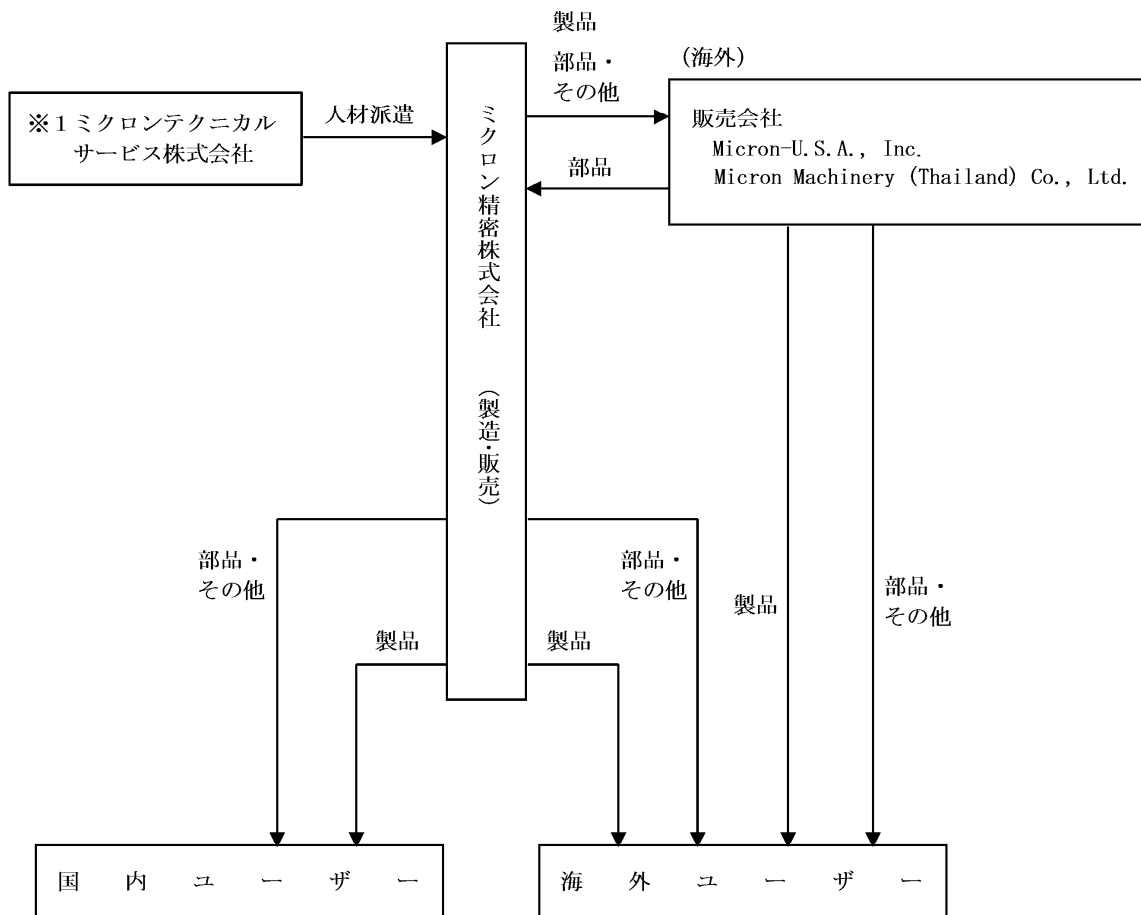 製品
部品・
その他
(海外)
※1ミクロンテクニカル
サービス株式会社
人材派遣
ミクロン精密株式会社 (製造・販売)
販売会社
Micron-U.S.A., Inc.
Micron Machinery (Thailand) Co., Ltd.
部品
部品・
その他
部品・
その他
製品
部品・
その他
製品
製品
国内ユーザー
海外ユーザー